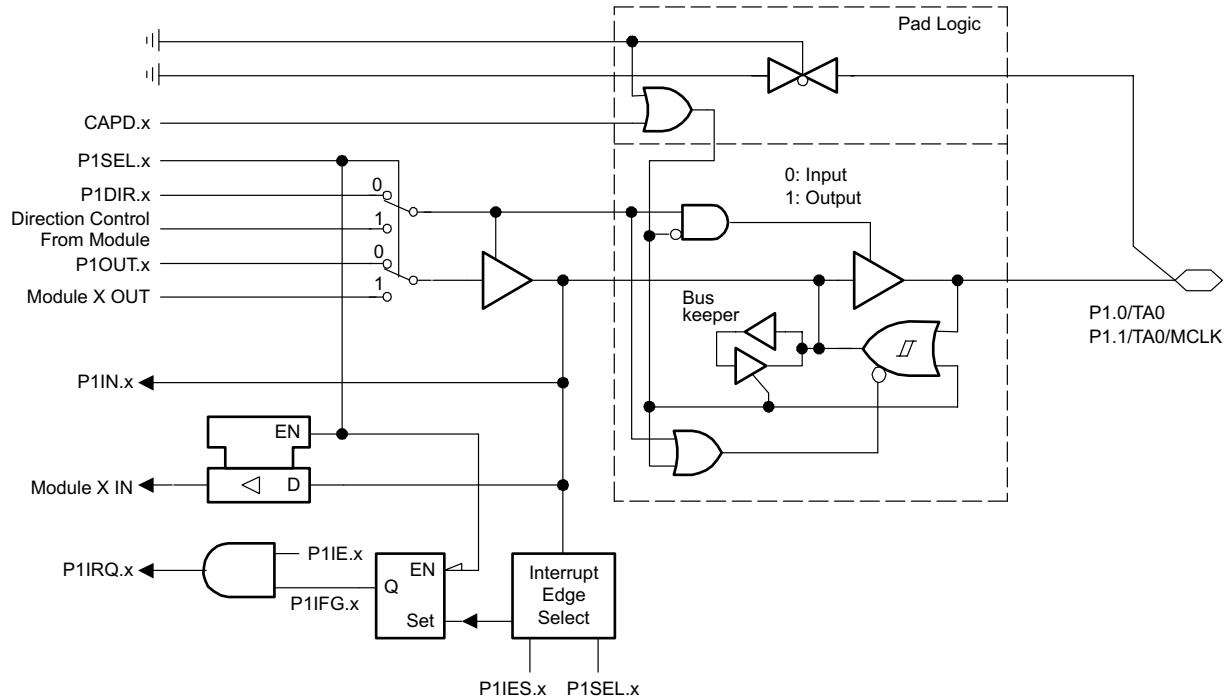 Pad Logic
CAPD.x
P1SEL.x
P1DIR.x
0
Direction Control
From Module
1
P1OUT.x
0
Module X OUT
1
0: Input
1: Output
Bus
keeper
P1.0/TA0
P1.1/TA0/MCLK
P1IN.x
EN
Module X IN
D
P1IRQ.x
P1IE.x
P1IFG.x
EN
Q
Set
Interrupt
Edge
Select
P1IES.x
P1SEL.x